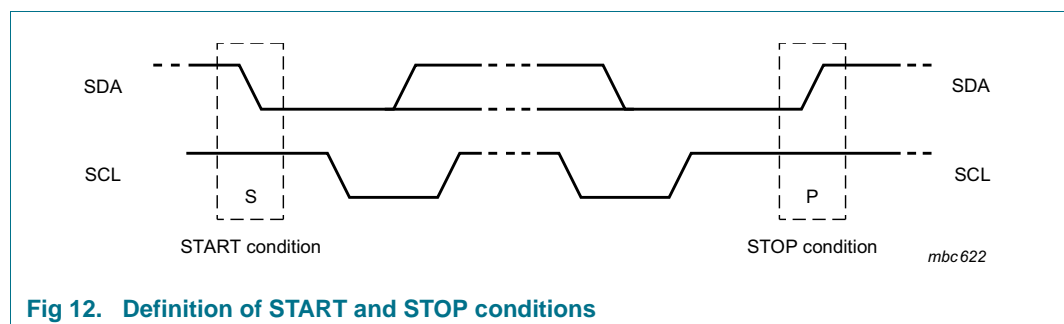 SDA
SDA
SCL
SCL
S
P
START condition
STOP condition
mbc622
Fig 12. Definition of START and STOP conditions